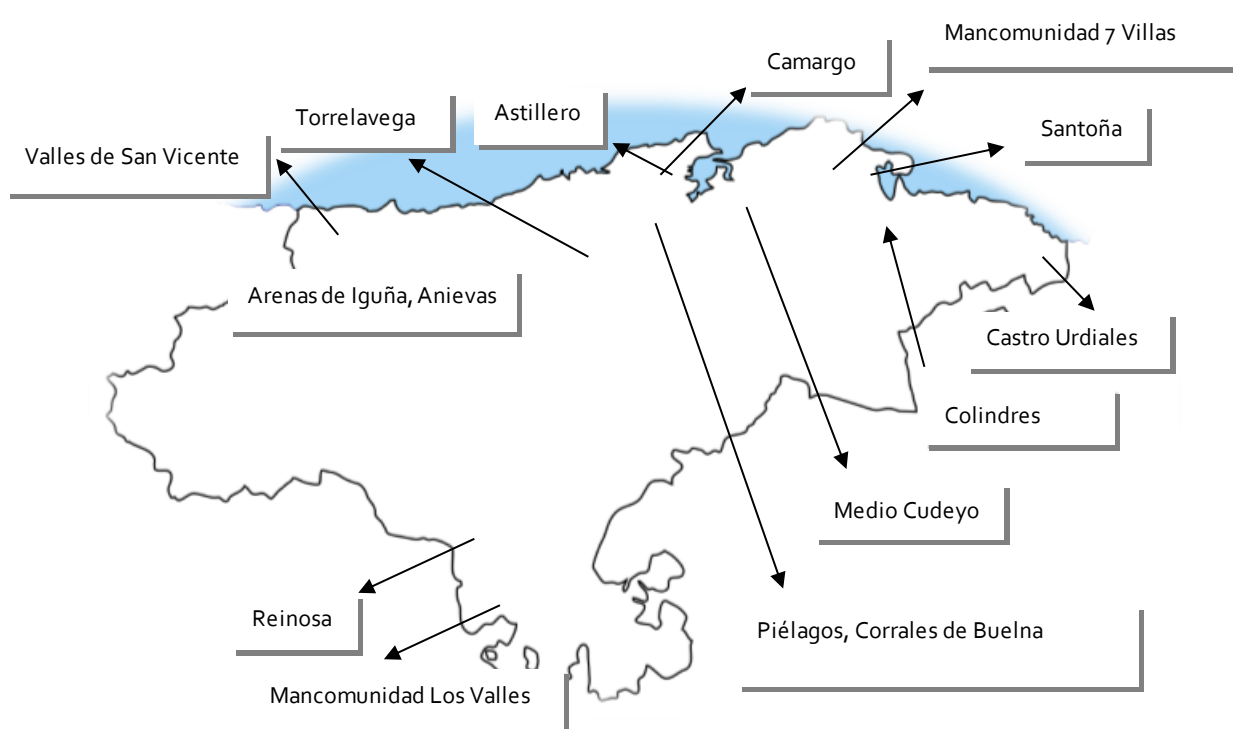 Mancomunidad 7 Villas
Camargo
Astillero
Torrelavega
Santoña
Valles de San Vicente
Arenas de Iguña, Anievas
Castro Urdiales
Colindres
Medio Cudeyo
Reinosa
Piélagos, Corrales de Buelna
Mancomunidad Los Valles